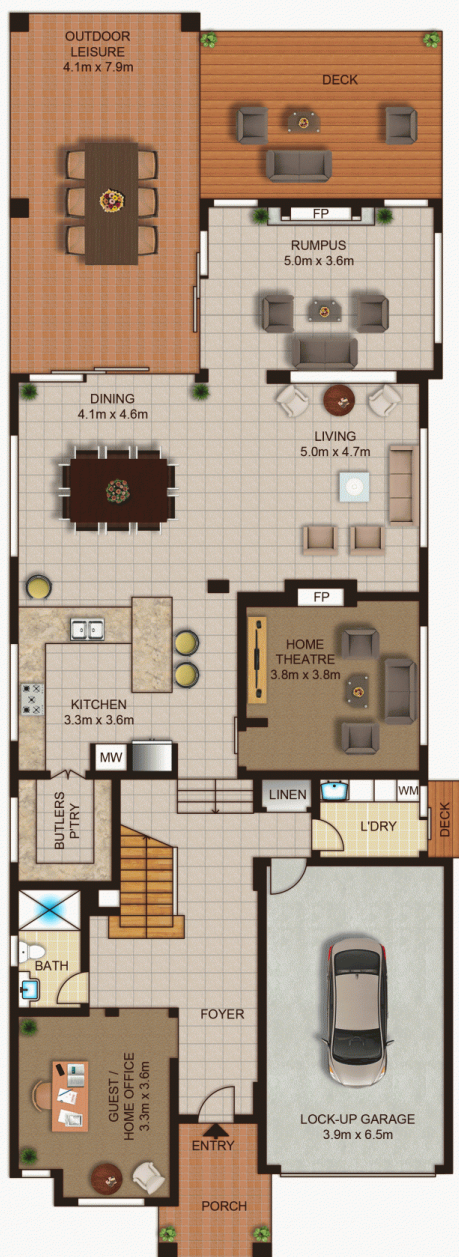 OUTDOOR
LEISURE
4.1m x 7.9m
DECK
FP
RUMPUS
5.0m x 3.6m
DINING
4.1m x 4.6m
LIVING
5.0m x 4.7m
FP
HOME
THEATRE
3.8m x 3.8m
KITCHEN
3.3m x 3.6m
MW
LINEN
WM
BUTLERS
P'TRY
L'DRY
DECK
BATH
FOYER
GUEST /
HOME OFFICE
3.3m x 3.6m
LOCK-UP GARAGE
3.9m x 6.5m
ENTRY
PORCH